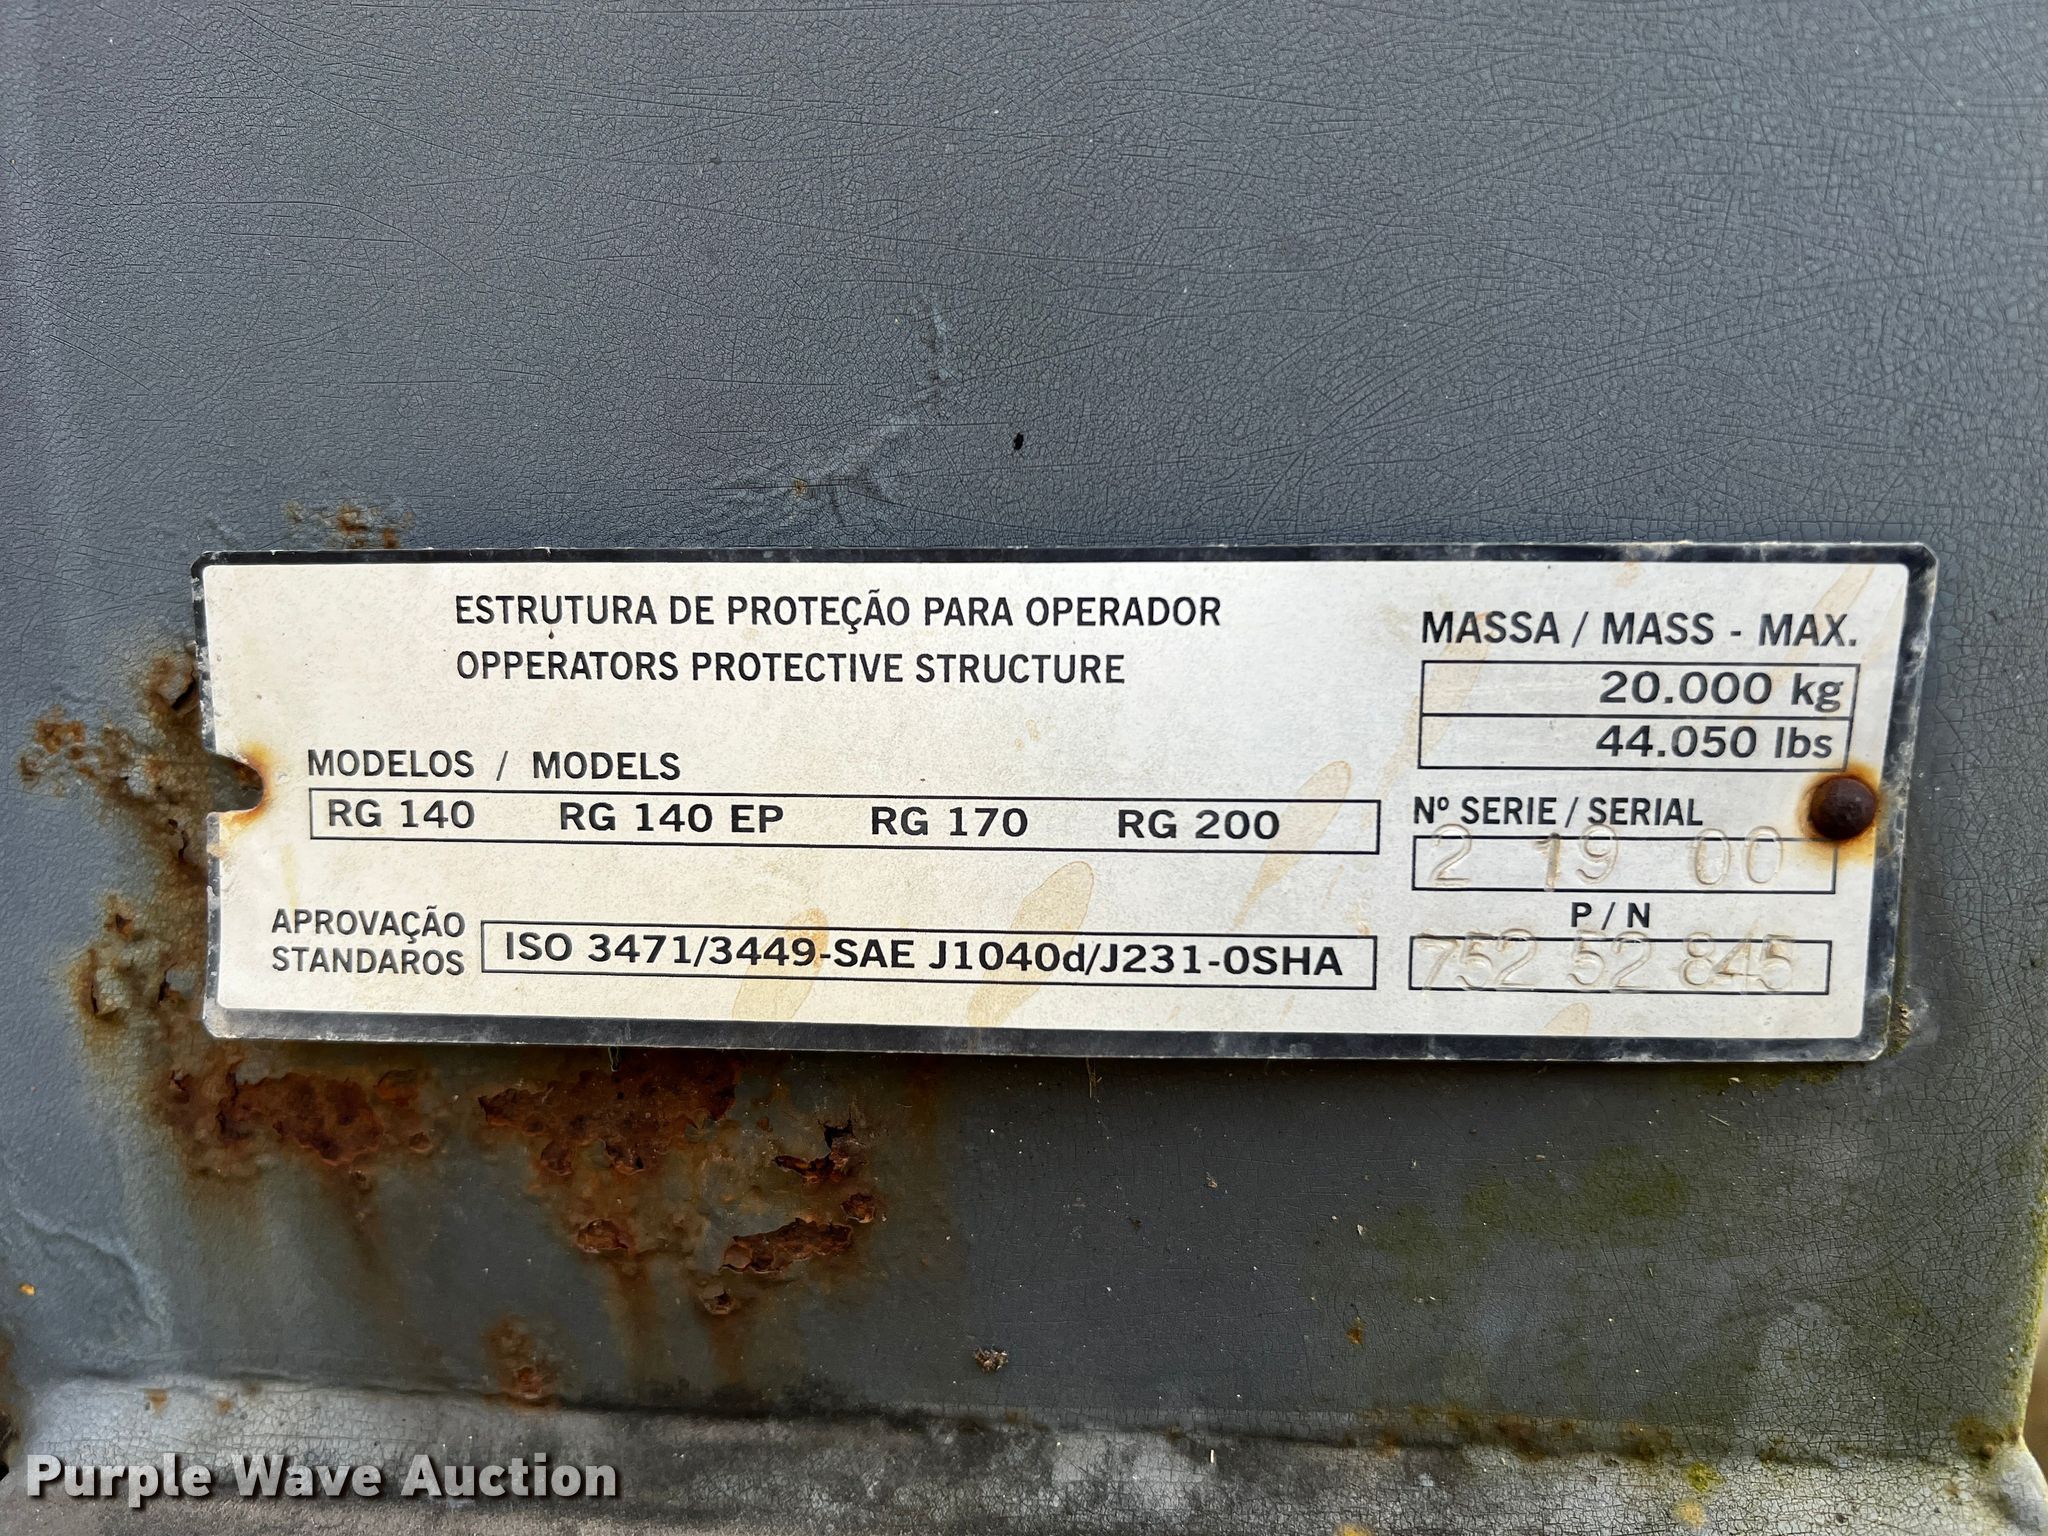 ESTRUTURA DE PROTEÇÃO PARA OPERADOR
OPPERATORS PROTECTIVE STRUCTURE
MODELOS / MODELS
RG 140 RG 140 EP RG 170 RG 200
APROVAÇÃO
STANDAROS
ISO 3471/3449-SAE J1040d/J231-OSHA
MASSA / MASS - MAX.
20.000 kg
44.050 lbs
Nº SERIE / SERIAL
2 19 00
P / N
752 52 845
Purple Wave Auction